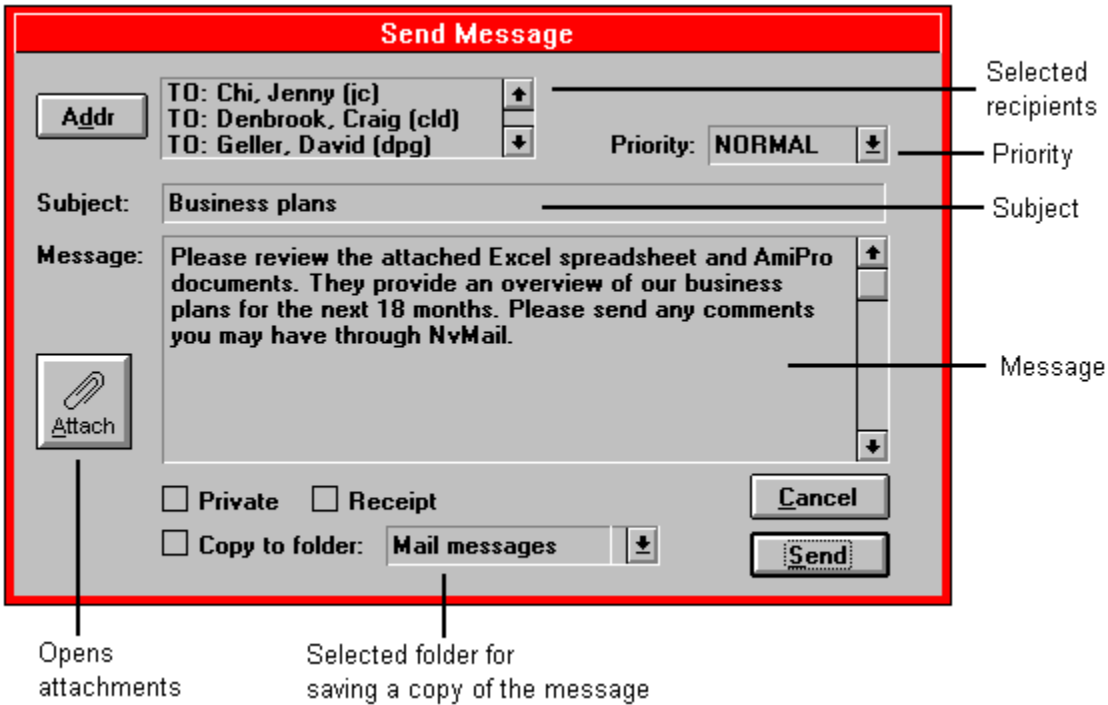 Send Message
Addr
TO: Chi, Jenny (jc)
TO: Denbrook, Craig (cld)
TO: Geller, David (dpg)
Selected
recipients
Priority: NORMAL
Priority
Subject: Business plans
Subject
Message: Please review the attached Excel spreadsheet and AmiPro
documents. They provide an overview of our business
plans for the next 18 months. Please send any comments
you may have through NvMail.
Message
Attach
Private Receipt
Cancel
Copy to folder: Mail messages
Send
Opens
attachments
Selected folder for
saving a copy of the message